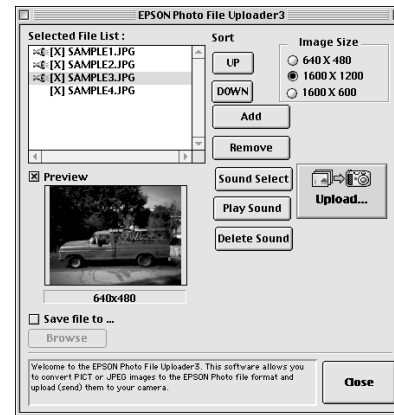 EPSON Photo File Uploader3
Selected File List :
[X] SAMPLE1.JPG
[X] SAMPLE2.JPG
[X] SAMPLE3.JPG
[X] SAMPLE4.JPG
Sort
UP
DOWN
Image Size
640 X 480
1600 X 1200
1600 X 600
Add
Remove
Sound Select
Play Sound
Delete Sound
Upload...
Preview
640x480
Save file to ...
Browse
Welcome to the EPSON Photo File Uploader3. This software allows you
to convert PICT or JPEG images to the EPSON Photo file format and
upload (send) them to your camera.
Close